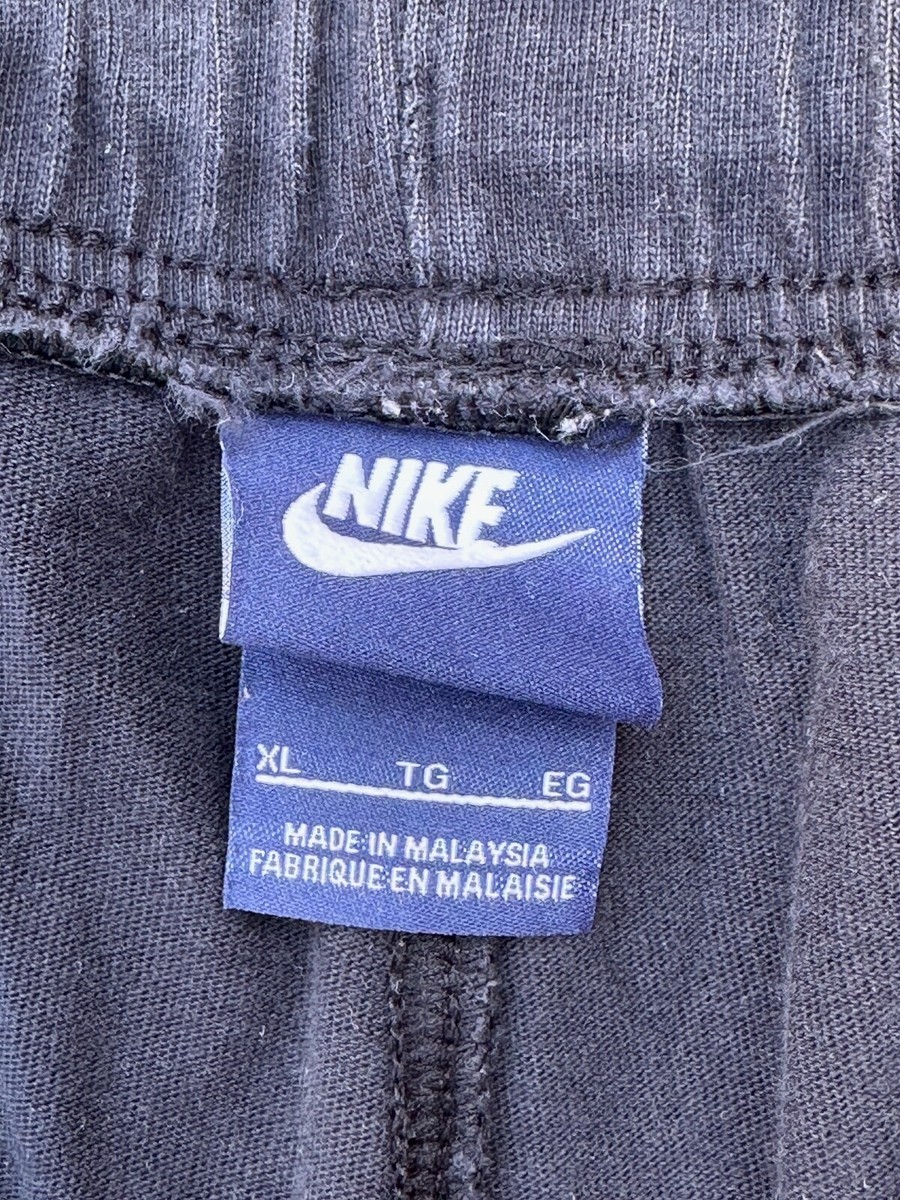 NIKE
XL TG EG
MADE IN MALAYSIA
FABRIQUE EN MALAISIE